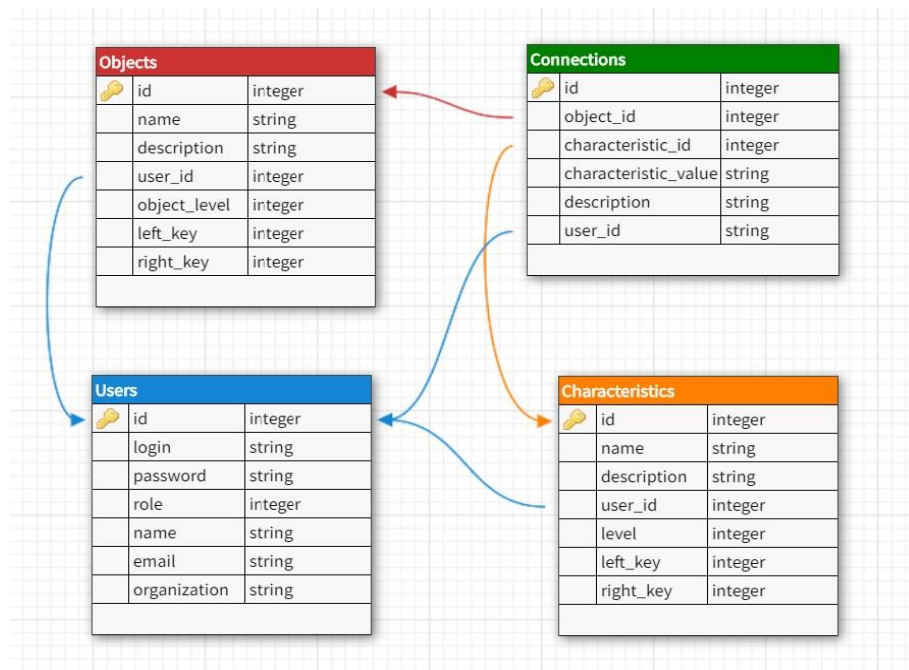 Objects
id integer
name string
description string
user_id integer
object_level integer
left_key integer
right_key integer
Connections
id integer
object_id integer
characteristic_id integer
characteristic_value string
description string
user_id string
Users
id integer
login string
password string
role integer
name string
email string
organization string
Characteristics
id integer
name string
description string
user_id integer
level integer
left_key integer
right_key integer